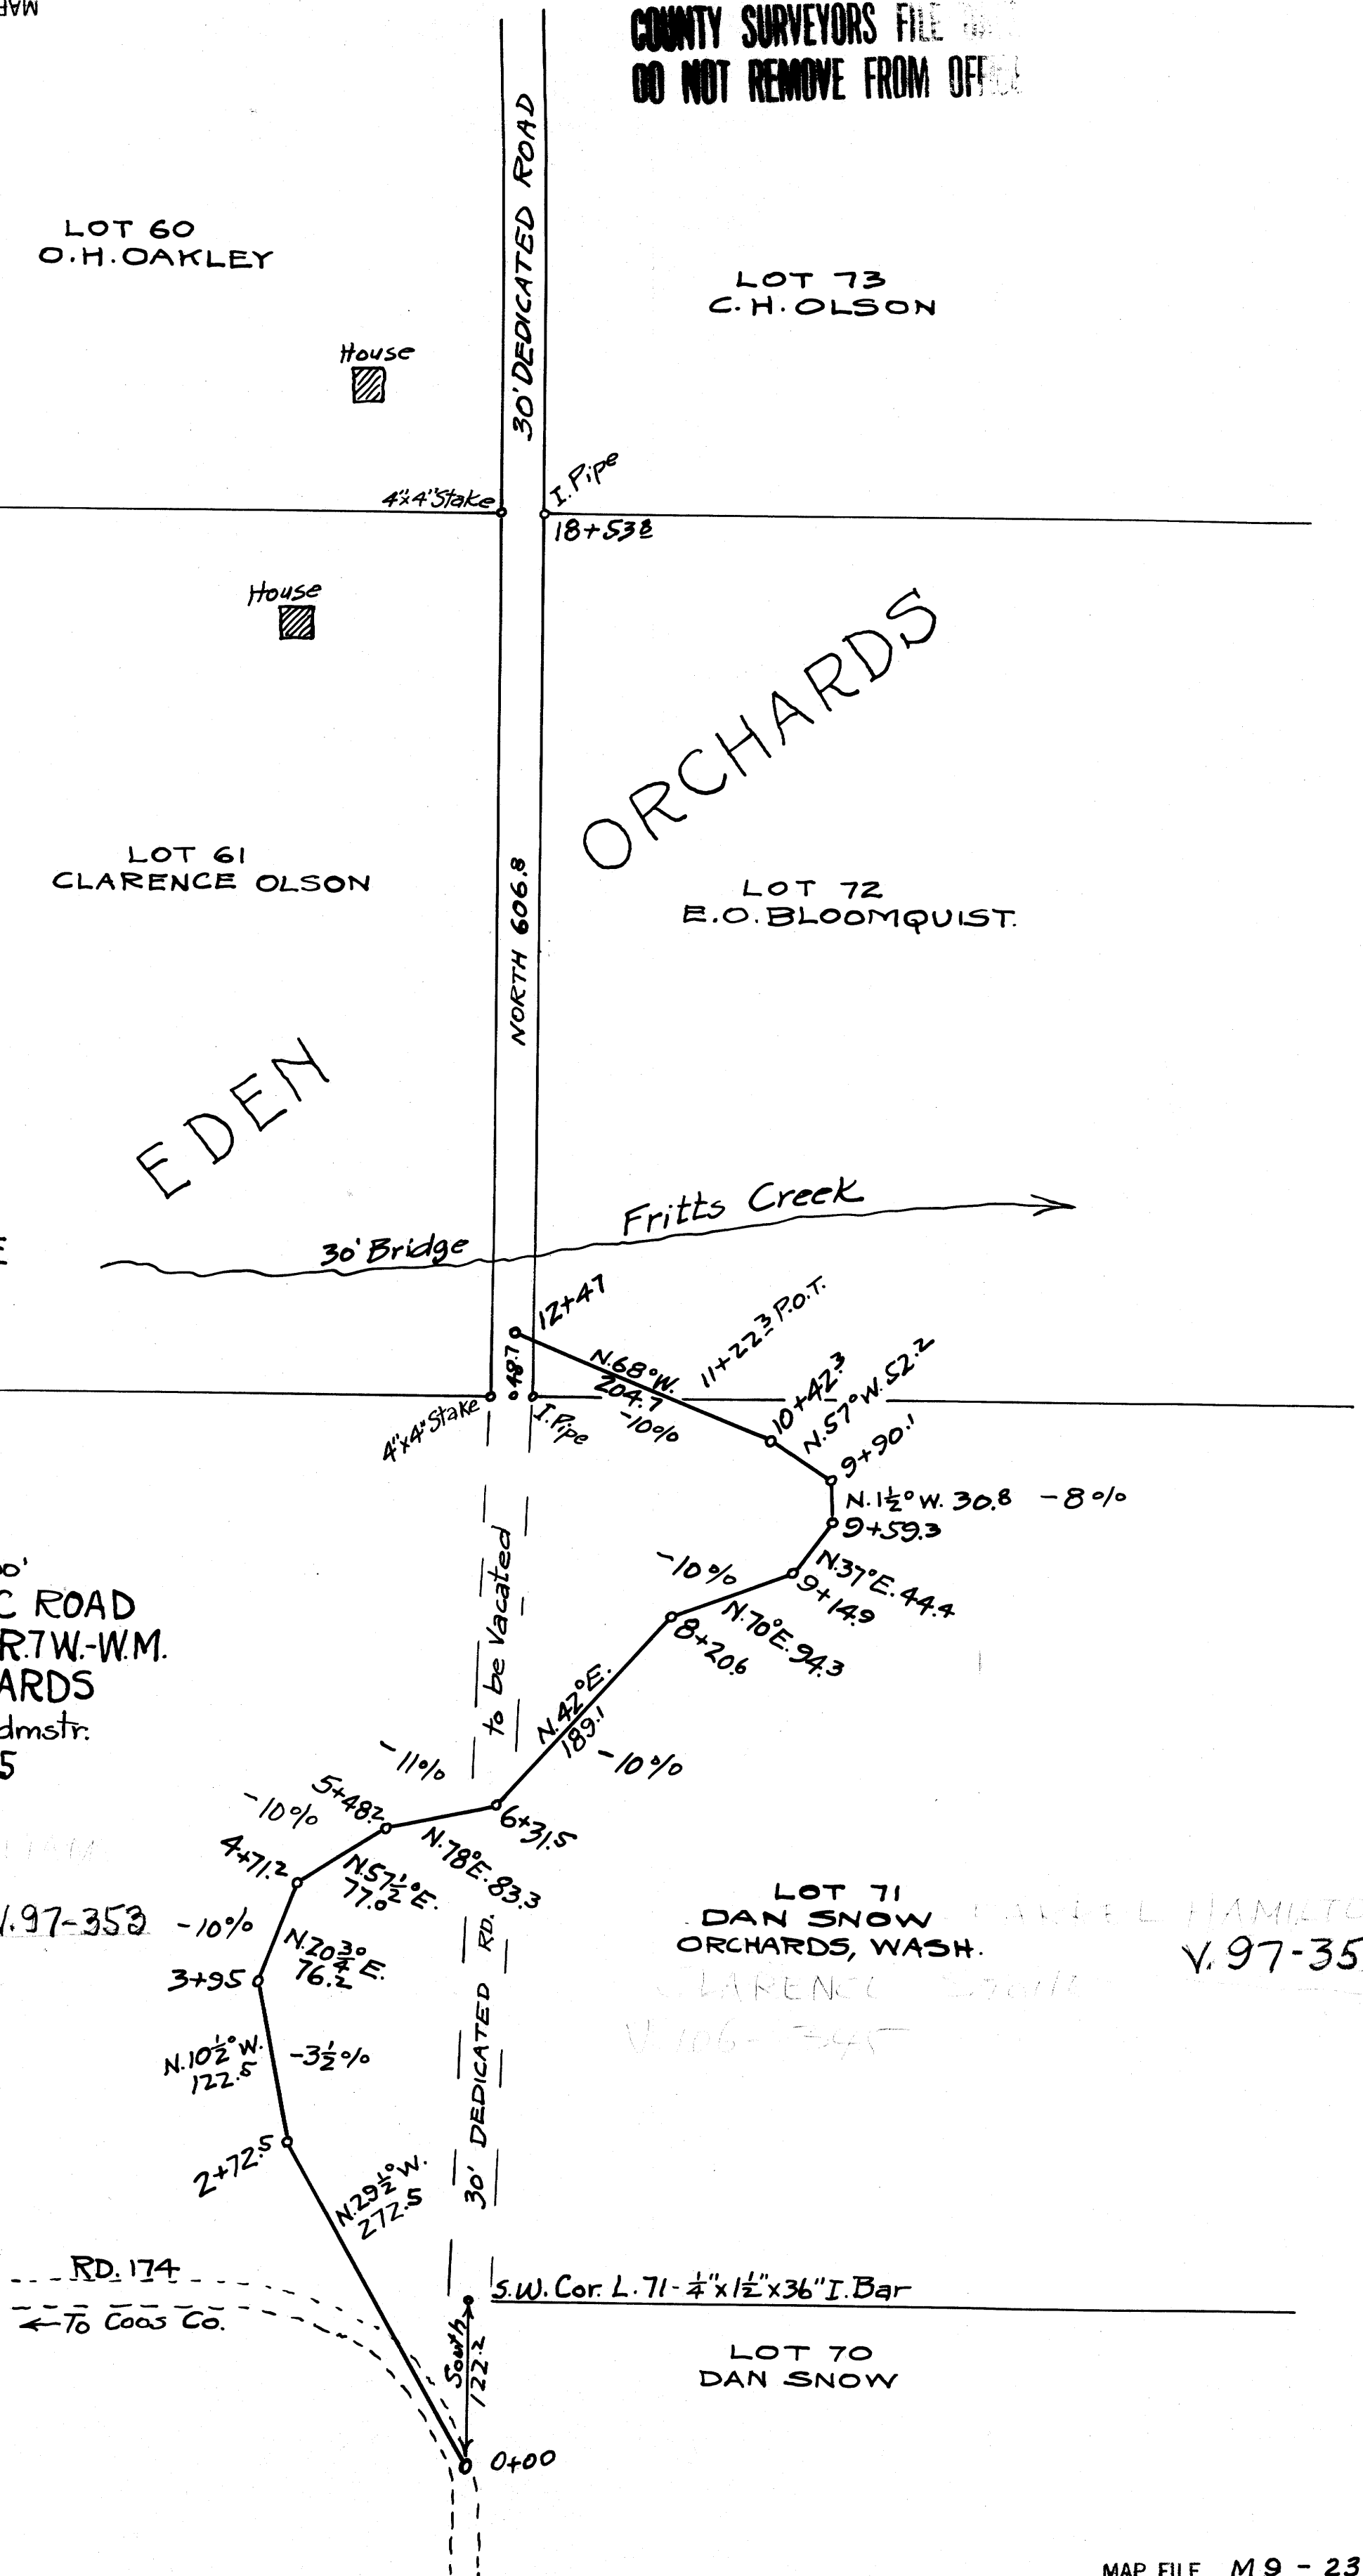 COUNTY SURVEYORS FILE
DO NOT REMOVE FROM OFFICE
30' DEDICATED ROAD
LOT 60
O.H. OAKLEY
LOT 73
C.H. OLSON
House
4"x4" Stake
I. Pipe
18+53.8
House
ORCHARDS
LOT 61
CLARENCE OLSON
NORTH 606.8
LOT 72
E.O. BLOOMQUIST.
EDEN
Fritts Creek
30' Bridge
12+47
11+22.3 P.O.T.
48.7
N.68°W.
204.7
-10%
10+42.3
N.57°W. 52.2
4"x4" Stake
I. Pipe
9+90.1
N.1½°W. 30.8 -8%
9+59.3
to be Vacated
-10%
N.37°E. 44.4
9+14.9
C ROAD
R.7W.-W.M.
ARDS
dmstr.
5
N.70°E. 94.3
8+20.6
N.42°E.
189.1
-10%
-11%
5+48.2
-10%
6+31.5
4+71.2
N.78°E. 83.3
N.57½°E.
77.0
LOT 71
DAN SNOW
ORCHARDS, WASH.
V. 97-35
V. 97-353
-10%
N.20¾°E.
76.2
3+95
30' DEDICATED RD.
N.10½°W.
122.5
-3½%
2+72.5
N.29½°W.
272.5
RD. 174
←To Coos Co.
S.W. Cor. L. 71-¼"x1½"x36" I. Bar
South
122.2
LOT 70
DAN SNOW
0+00
MAP FILE M 9 - 23